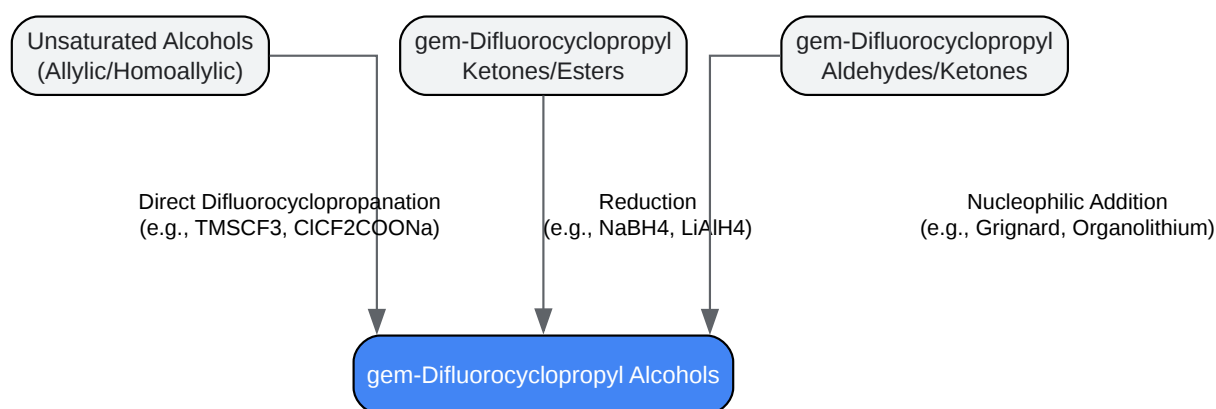 Unsaturated Alcohols
(Allylic/Homoallylic)
gem-Difluorocyclopropyl
Ketones/Esters
gem-Difluorocyclopropyl
Aldehydes/Ketones
Direct Difluorocyclopropanation
(e.g., TMSCF3, ClCF2COONa)
Reduction
(e.g., NaBH4, LiAlH4)
Nucleophilic Addition
(e.g., Grignard, Organolithium)
gem-Difluorocyclopropyl Alcohols